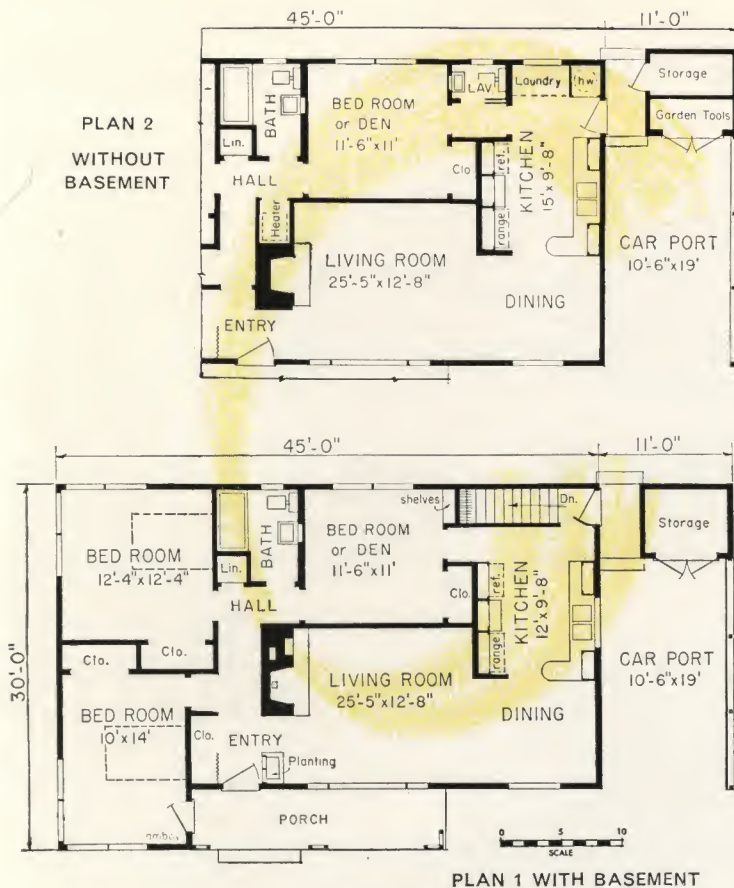 45'-0"
11'-0"
PLAN 2
WITHOUT
BASEMENT
BATH
Lin.
HALL
Heater
BED ROOM
or DEN
11'-6"x11'
LAV.
Laundry
hw
Storage
Garden Tools
Clo.
ref.
range
KITCHEN
15'x9'-8"
CAR PORT
10'-6"x19'
LIVING ROOM
25'-5"x12'-8"
DINING
ENTRY
45'-0"
11'-0"
30'-0"
BED ROOM
12'-4"x12'-4"
BATH
Lin.
HALL
BED ROOM
or DEN
11'-6"x11'
shelves
Dn.
Storage
Clo.
ref.
range
KITCHEN
12'x9'-8"
CAR PORT
10'-6"x19'
Clo.
Clo.
BED ROOM
10'x14'
Clo.
LIVING ROOM
25'-5"x12'-8"
DINING
ENTRY
Planting
PORCH
0 5 10
SCALE
PLAN 1 WITH BASEMENT